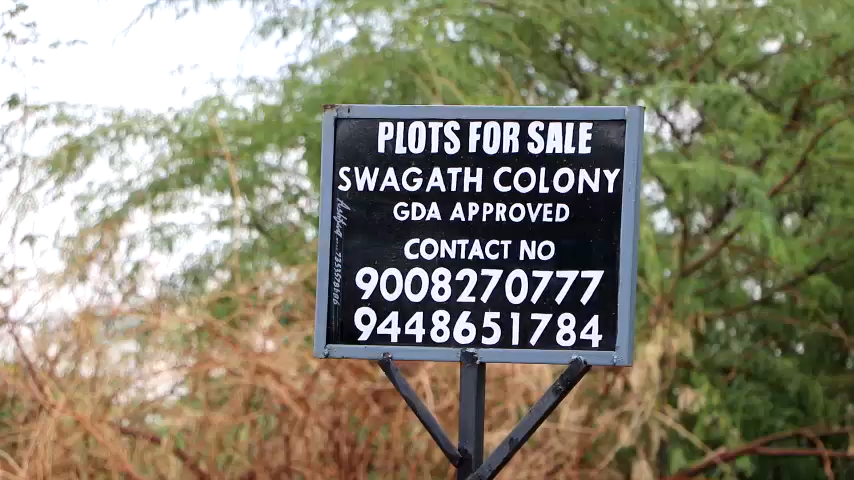 PLOTS FOR SALE
SWAGATH COLONY
GDA APPROVED
CONTACT NO
9008270777
9448651784